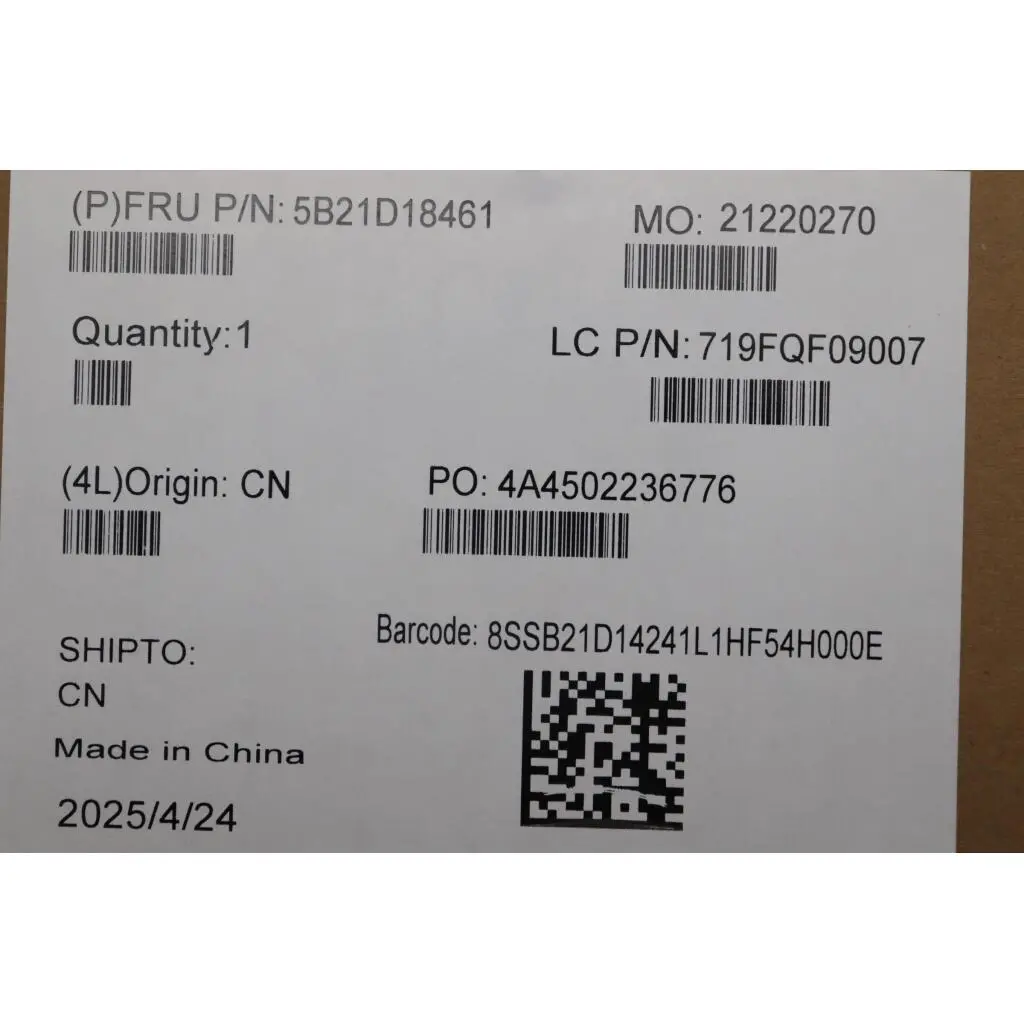 (P)FRU P/N: 5B21D18461
MO: 21220270
Quantity:1
LC P/N: 719FQF09007
(4L)Origin: CN
PO: 4A4502236776
Barcode: 8SSB21D14241L1HF54H000E
SHIPTO:
CN
Made in China
2025/4/24